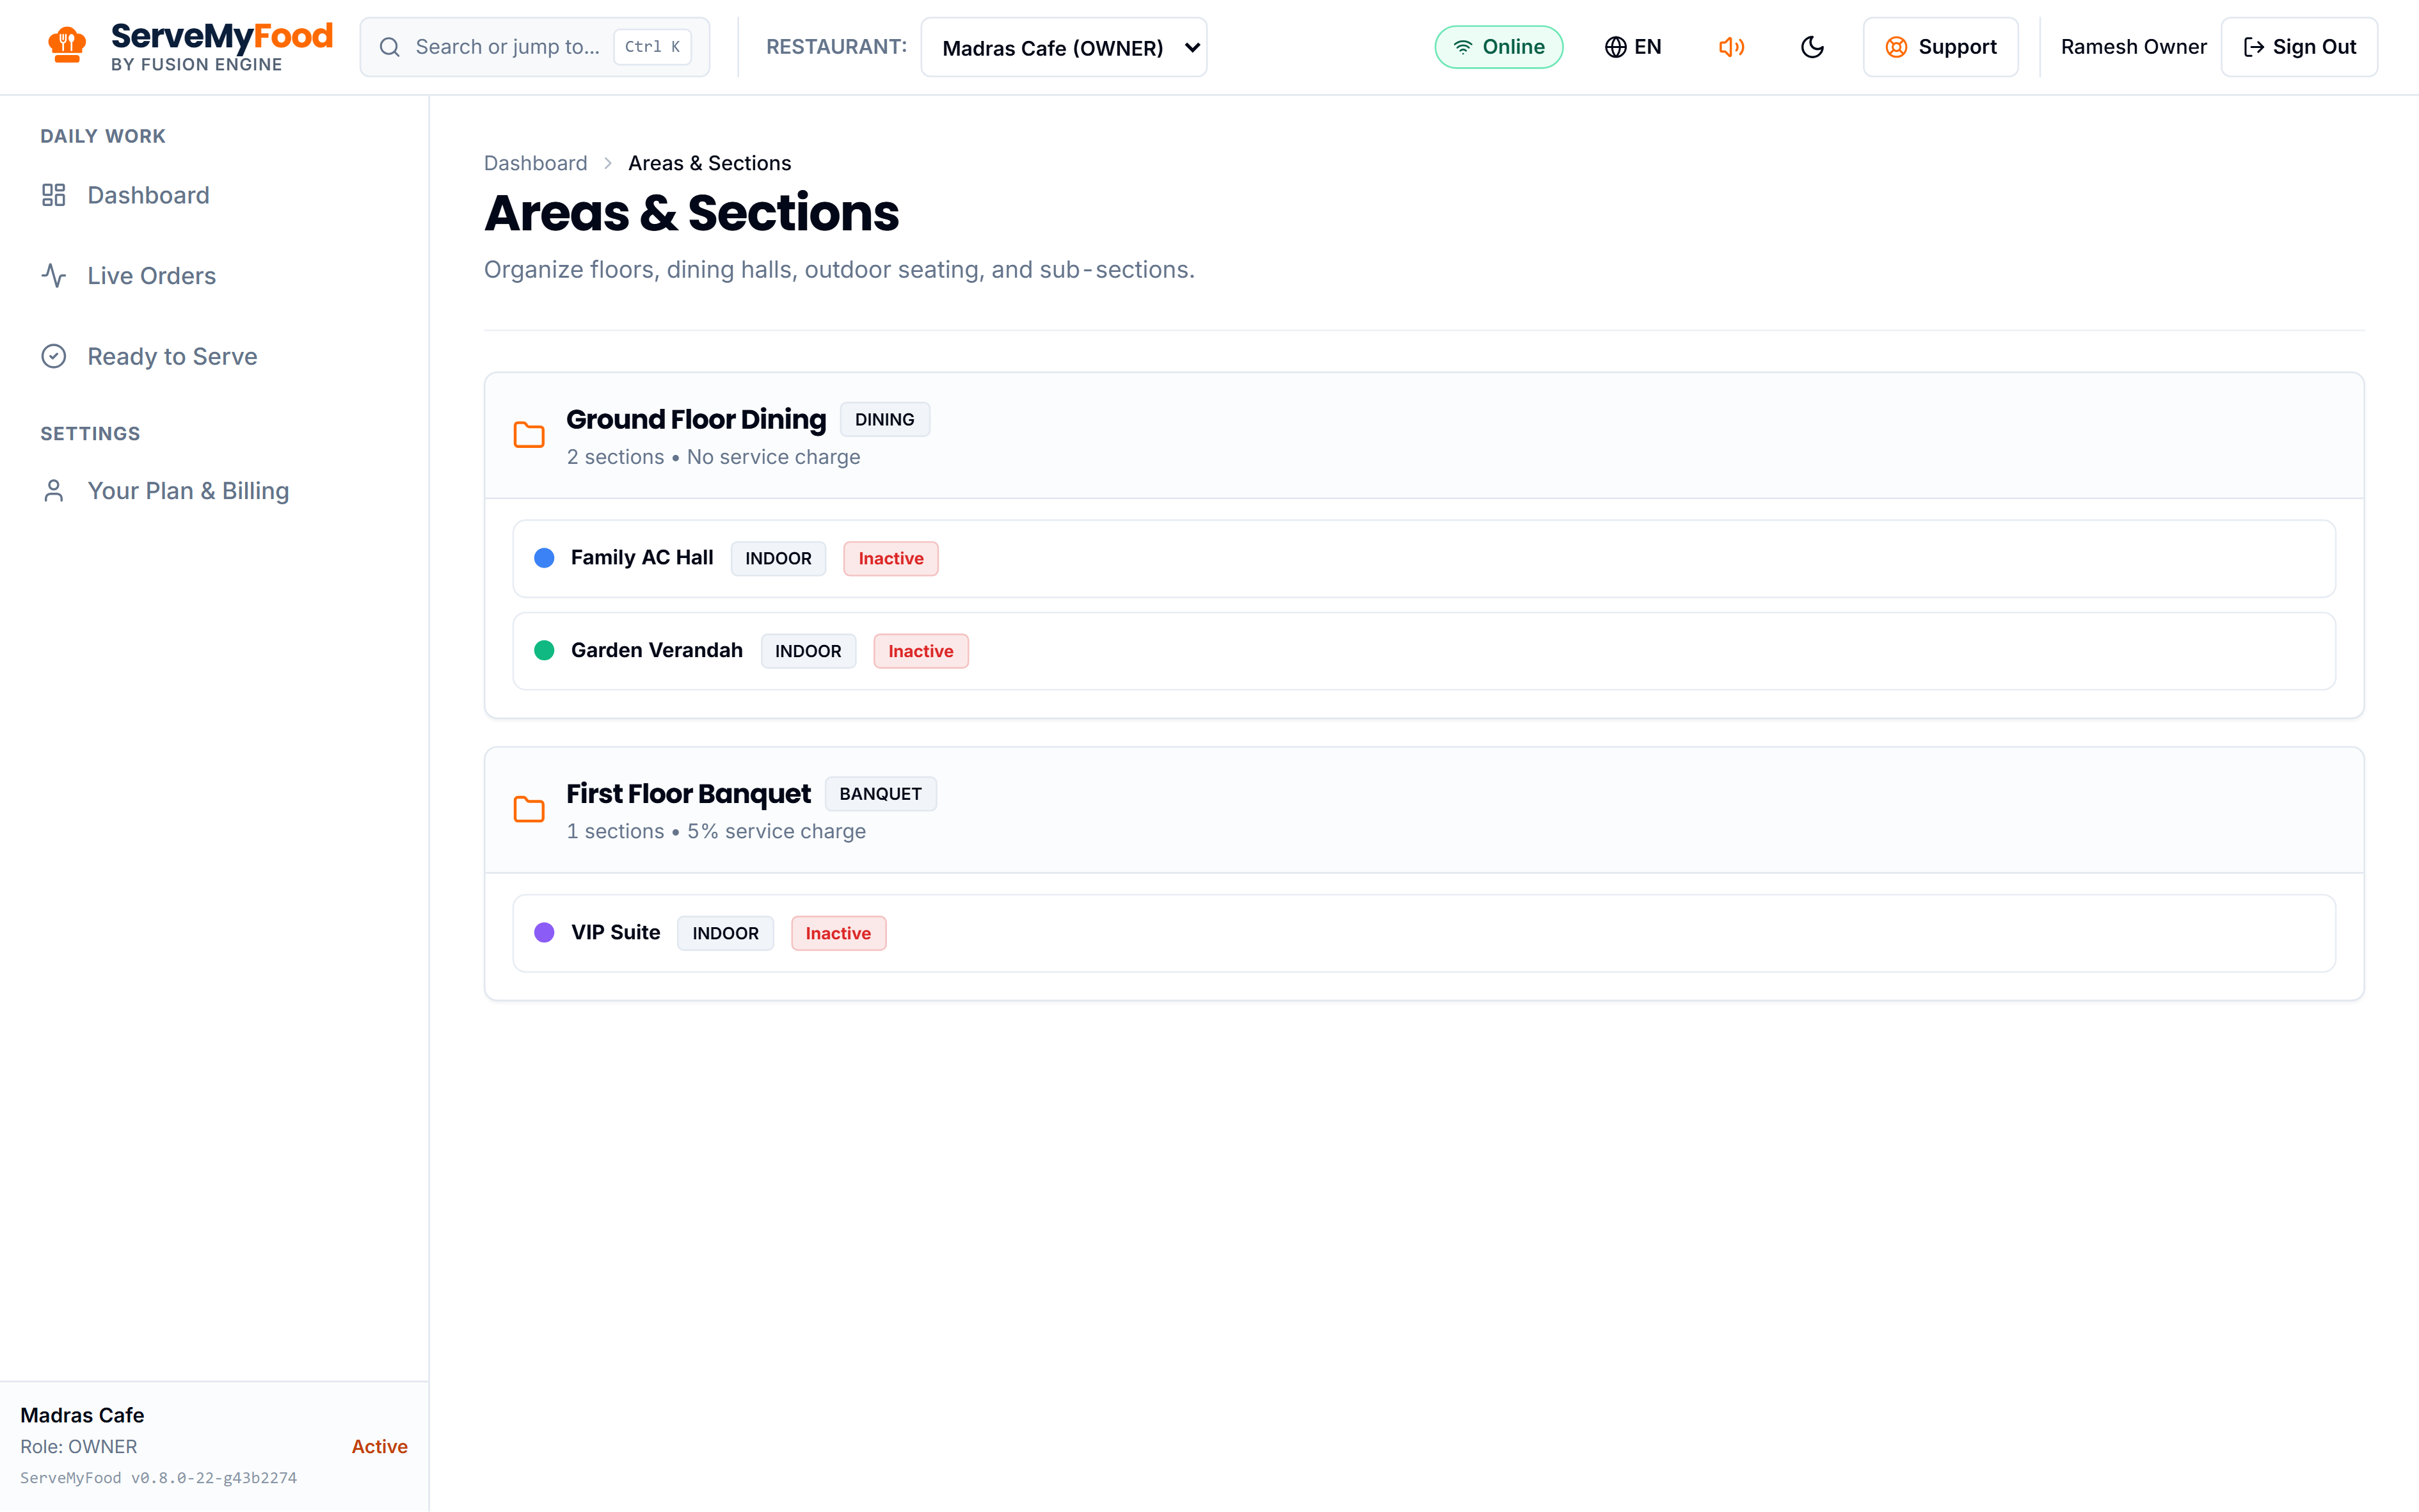 ServeMyFood
BY FUSION ENGINE
Search or jump to... Ctrl K
RESTAURANT: Madras Cafe (OWNER)
Online
EN
Support
Ramesh Owner
Sign Out
DAILY WORK
Dashboard
Live Orders
Ready to Serve
SETTINGS
Your Plan & Billing
Dashboard > Areas & Sections
Areas & Sections
Organize floors, dining halls, outdoor seating, and sub-sections.
Ground Floor Dining DINING
2 sections • No service charge
Family AC Hall INDOOR Inactive
Garden Verandah INDOOR Inactive
First Floor Banquet BANQUET
1 sections • 5% service charge
VIP Suite INDOOR Inactive
Madras Cafe
Role: OWNER Active
ServeMyFood v0.8.0-22-g43b2274